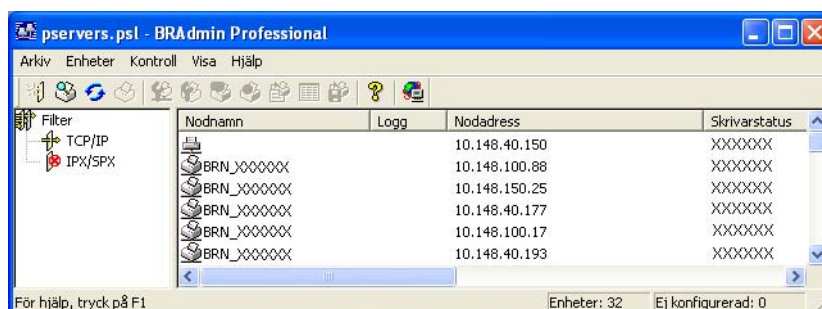 pservers.psl - BRAdmin Professional
Arkiv Enheter Kontroll Visa Hjälp
Filter
TCP/IP
IPX/SPX
Nodnamn Logg Nodadress Skrivarstatus
10.148.40.150 XXXXXX
BRN_XXXXXX 10.148.100.88 XXXXXX
BRN_XXXXXX 10.148.150.25 XXXXXX
BRN_XXXXXX 10.148.40.177 XXXXXX
BRN_XXXXXX 10.148.100.17 XXXXXX
BRN_XXXXXX 10.148.40.193 XXXXXX
För hjälp, tryck på F1 Enheter: 32 Ej konfigurerad: 0